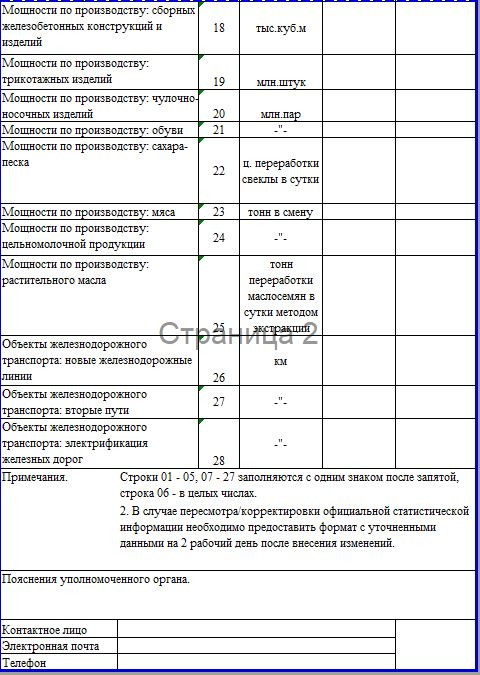 Мощности по производству: сборных
железобетонных конструкций и
изделий
18
тыс.куб.м
Мощности по производству:
трикотажных изделий
19
млн.штук
Мощности по производству: чулочно-
носочных изделий
20
млн.пар
Мощности по производству: обуви
21
-"-
Мощности по производству: сахара-
песка
22
ц. переработки
свеклы в сутки
Мощности по производству: мяса
23
тонн в смену
Мощности по производству:
цельномолочной продукции
24
-"-
Мощности по производству:
растительного масла
25
тонн
переработки
маслосемян в
сутки методом
экстракции
Страница 2
Объекты железнодорожного
транспорта: новые железнодорожные
линии
26
км
Объекты железнодорожного
транспорта: вторые пути
27
-"-
Объекты железнодорожного
транспорта: электрификация
железных дорог
28
-"-
Примечания.
Строки 01 - 05, 07 - 27 заполняются с одним знаком после запятой,
строка 06 - в целых числах.
2. В случае пересмотра/корректировки официальной статистической
информации необходимо предоставить формат с уточненными
данными на 2 рабочий день после внесения изменений.
Пояснения уполномоченного органа.
Контактное лицо
Электронная почта
Телефон